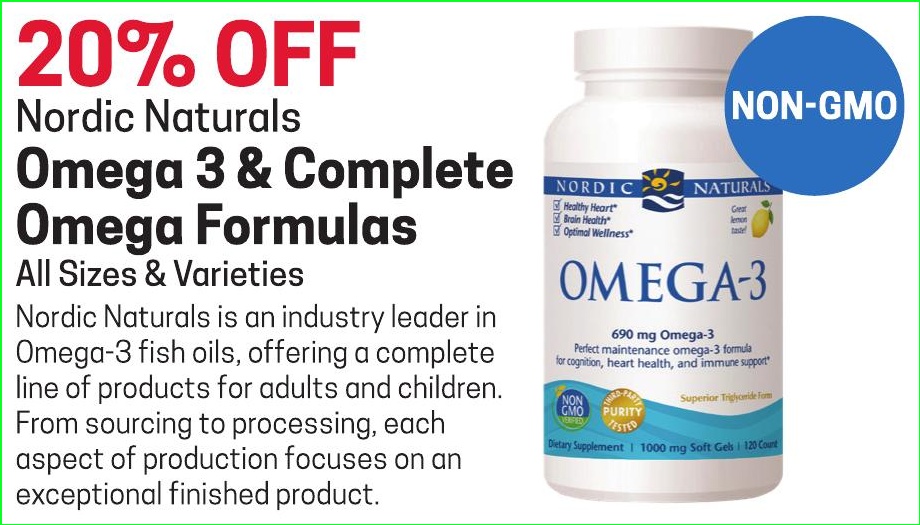 20% OFF
Nordic Naturals
Omega 3 & Complete
Omega Formulas
All Sizes & Varieties
Nordic Naturals is an industry leader in
Omega-3 fish oils, offering a complete
line of products for adults and children.
From sourcing to processing, each
aspect of production focuses on an
exceptional finished product.
NON-GMO
NORDIC NATURALS
Healthy Heart*
Brain Health*
Optimal Wellness*
Great
lemon
taste!
OMEGA-3
690 mg Omega-3
Perfect maintenance omega-3 formula
for cognition, heart health, and immune support*
NON
GMO
VERIFIED
THIRD-PARTY
PURITY
TESTED
Superior Triglyceride Form
Dietary Supplement | 1000 mg Soft Gels | 120 Count